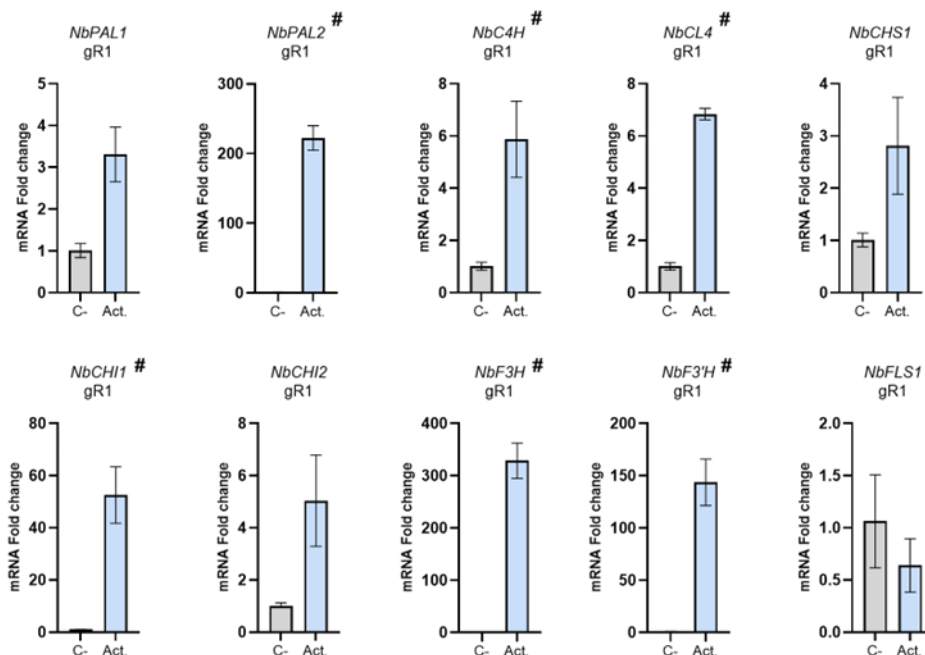 NbPAL1
gR1
mRNA Fold change
5
4
3
2
1
0
C- Act.
NbPAL2 #
gR1
mRNA Fold change
300
200
100
0
C- Act.
NbC4H #
gR1
mRNA Fold change
8
6
4
2
0
C- Act.
NbCL4 #
gR1
mRNA Fold change
8
6
4
2
0
C- Act.
NbCHS1
gR1
mRNA Fold change
4
3
2
1
0
C- Act.
NbCHI1 #
gR1
mRNA Fold change
80
60
40
20
0
C- Act.
NbCHI2
gR1
mRNA Fold change
8
6
4
2
0
C- Act.
NbF3H #
gR1
mRNA Fold change
400
300
200
100
0
C- Act.
NbF3'H #
gR1
mRNA Fold change
200
150
100
50
0
C- Act.
NbFLS1
gR1
mRNA Fold change
2.0
1.5
1.0
0.5
0.0
C- Act.